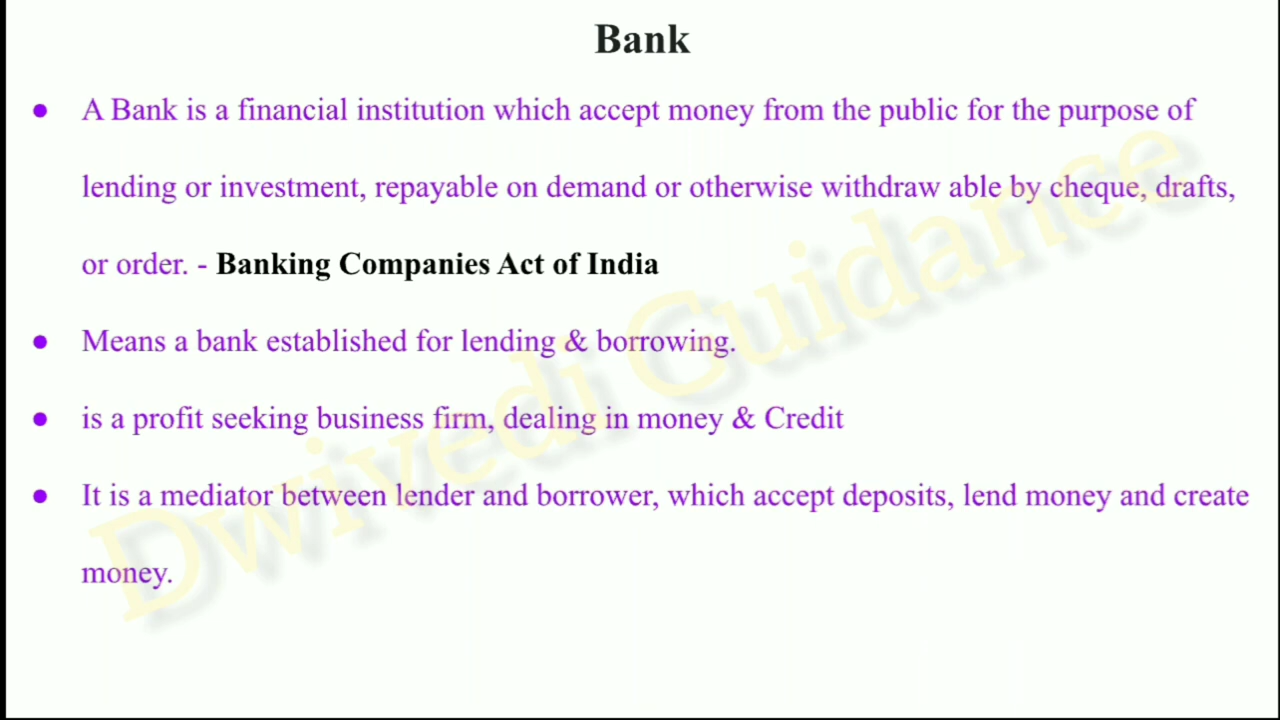 Bank
● A Bank is a financial institution which accept money from the public for the purpose of
lending or investment, repayable on demand or otherwise withdraw able by cheque, drafts,
or order. - Banking Companies Act of India
● Means a bank established for lending & borrowing.
● is a profit seeking business firm, dealing in money & Credit
● It is a mediator between lender and borrower, which accept deposits, lend money and create
money.
Dwivedi Guidance